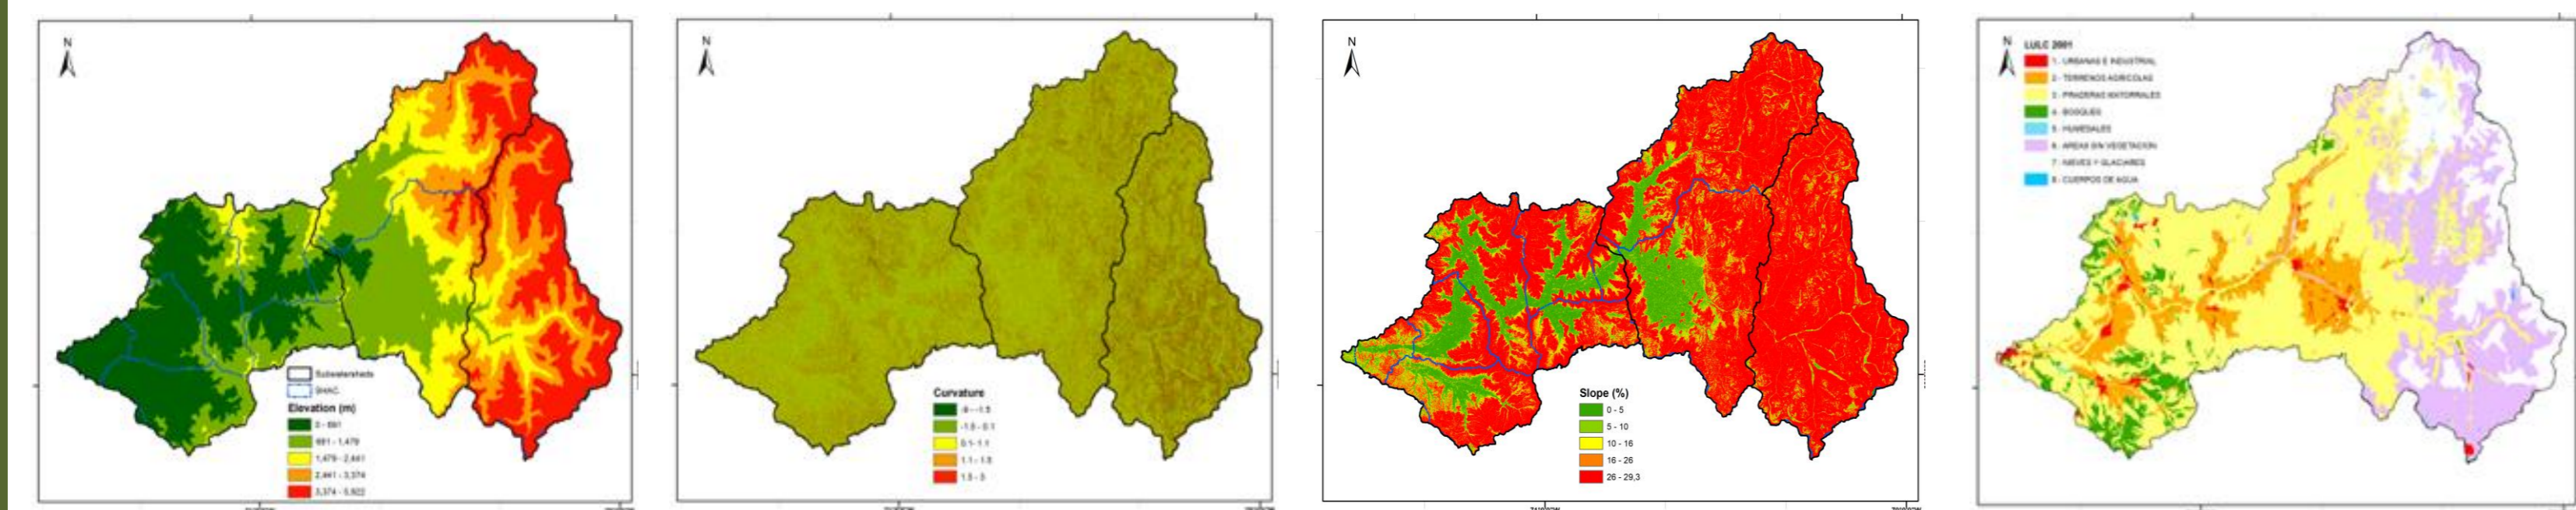 N
Subwatersheds
SHAC
Elevation (m)
0 - 691
691 - 1,479
1,479 - 2,441
2,441 - 3,374
3,374 - 5,922
N
Curvature
-1.5 - 0.1
0.1- 1.1
1.1 - 1.5
1.5 - 3
N
Slope (%)
0 - 5
5 - 10
10 - 16
16 - 26
26 - 29,3
N
LULC 2001
1 - URBANAS E INDUSTRIAL
2 - TERRENOS AGRICOLAS
3 - PRADERAS MATORRALES
4 - BOSQUES
5 - HUMEDALES
6 - AREAS SIN VEGETACION
7 - NIEVES Y GLACIARES
8 - CUERPOS DE AGUA